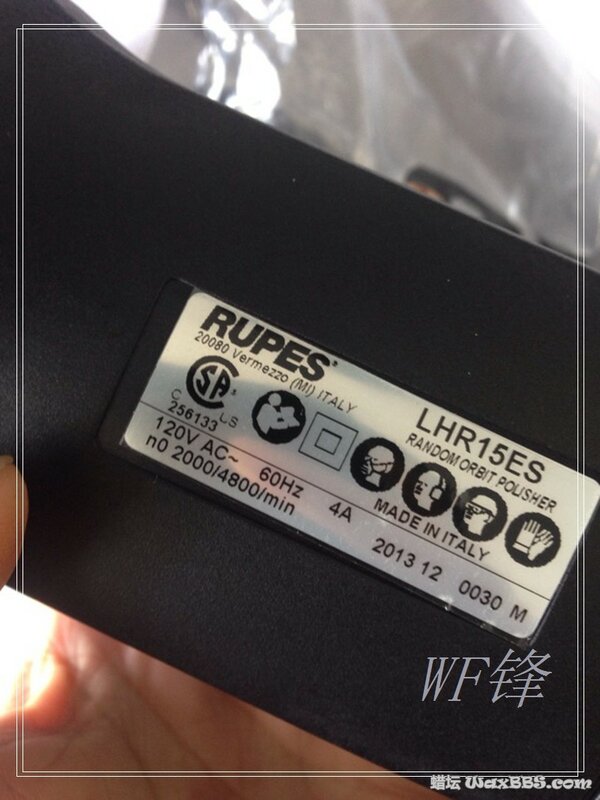 RUPES
20080 Vermezzo (MI) ITALY
C US
256133
LHR15ES
RANDOM ORBIT POLISHER
120V AC~ 60Hz 4A
n0 2000/4800/min
MADE IN ITALY
2013 12 0030 M
WF锋
蜡坛 WaxBBS.com